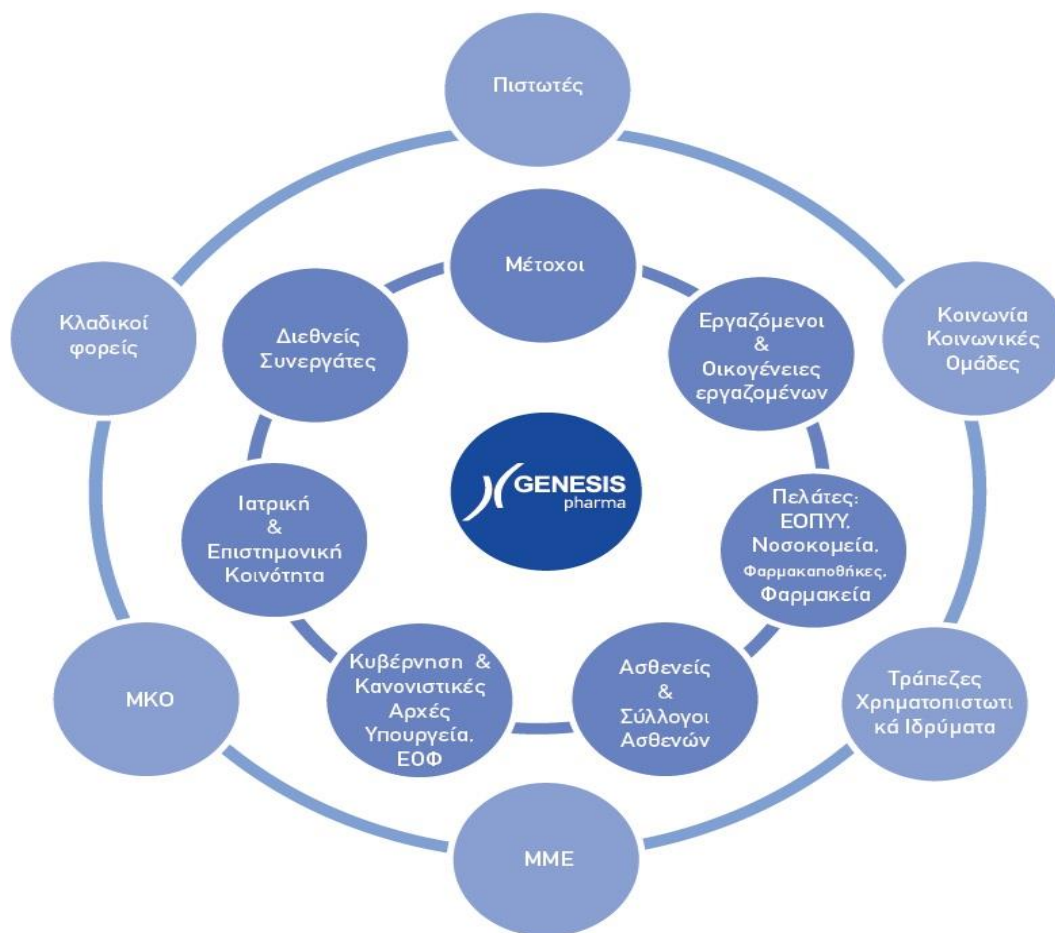 Πιστωτές
Μέτοχοι
Κλαδικοί
φορείς
Διεθνείς
Συνεργάτες
Εργαζόμενοι
&
Οικογένειες
εργαζομένων
Κοινωνία
Κοινωνικές
Ομάδες
GENESIS
pharma
Ιατρική
&
Επιστημονική
Κοινότητα
Πελάτες:
ΕΟΠΥΥ,
Νοσοκομεία,
Φαρμακαποθήκες,
Φαρμακεία
ΜΚΟ
Κυβέρνηση &
Κανονιστικές
Αρχές
Υπουργεία,
ΕΟΦ
Ασθενείς
&
Σύλλογοι
Ασθενών
Τράπεζες
Χρηματοπιστωτι
κά Ιδρύματα
ΜΜΕ